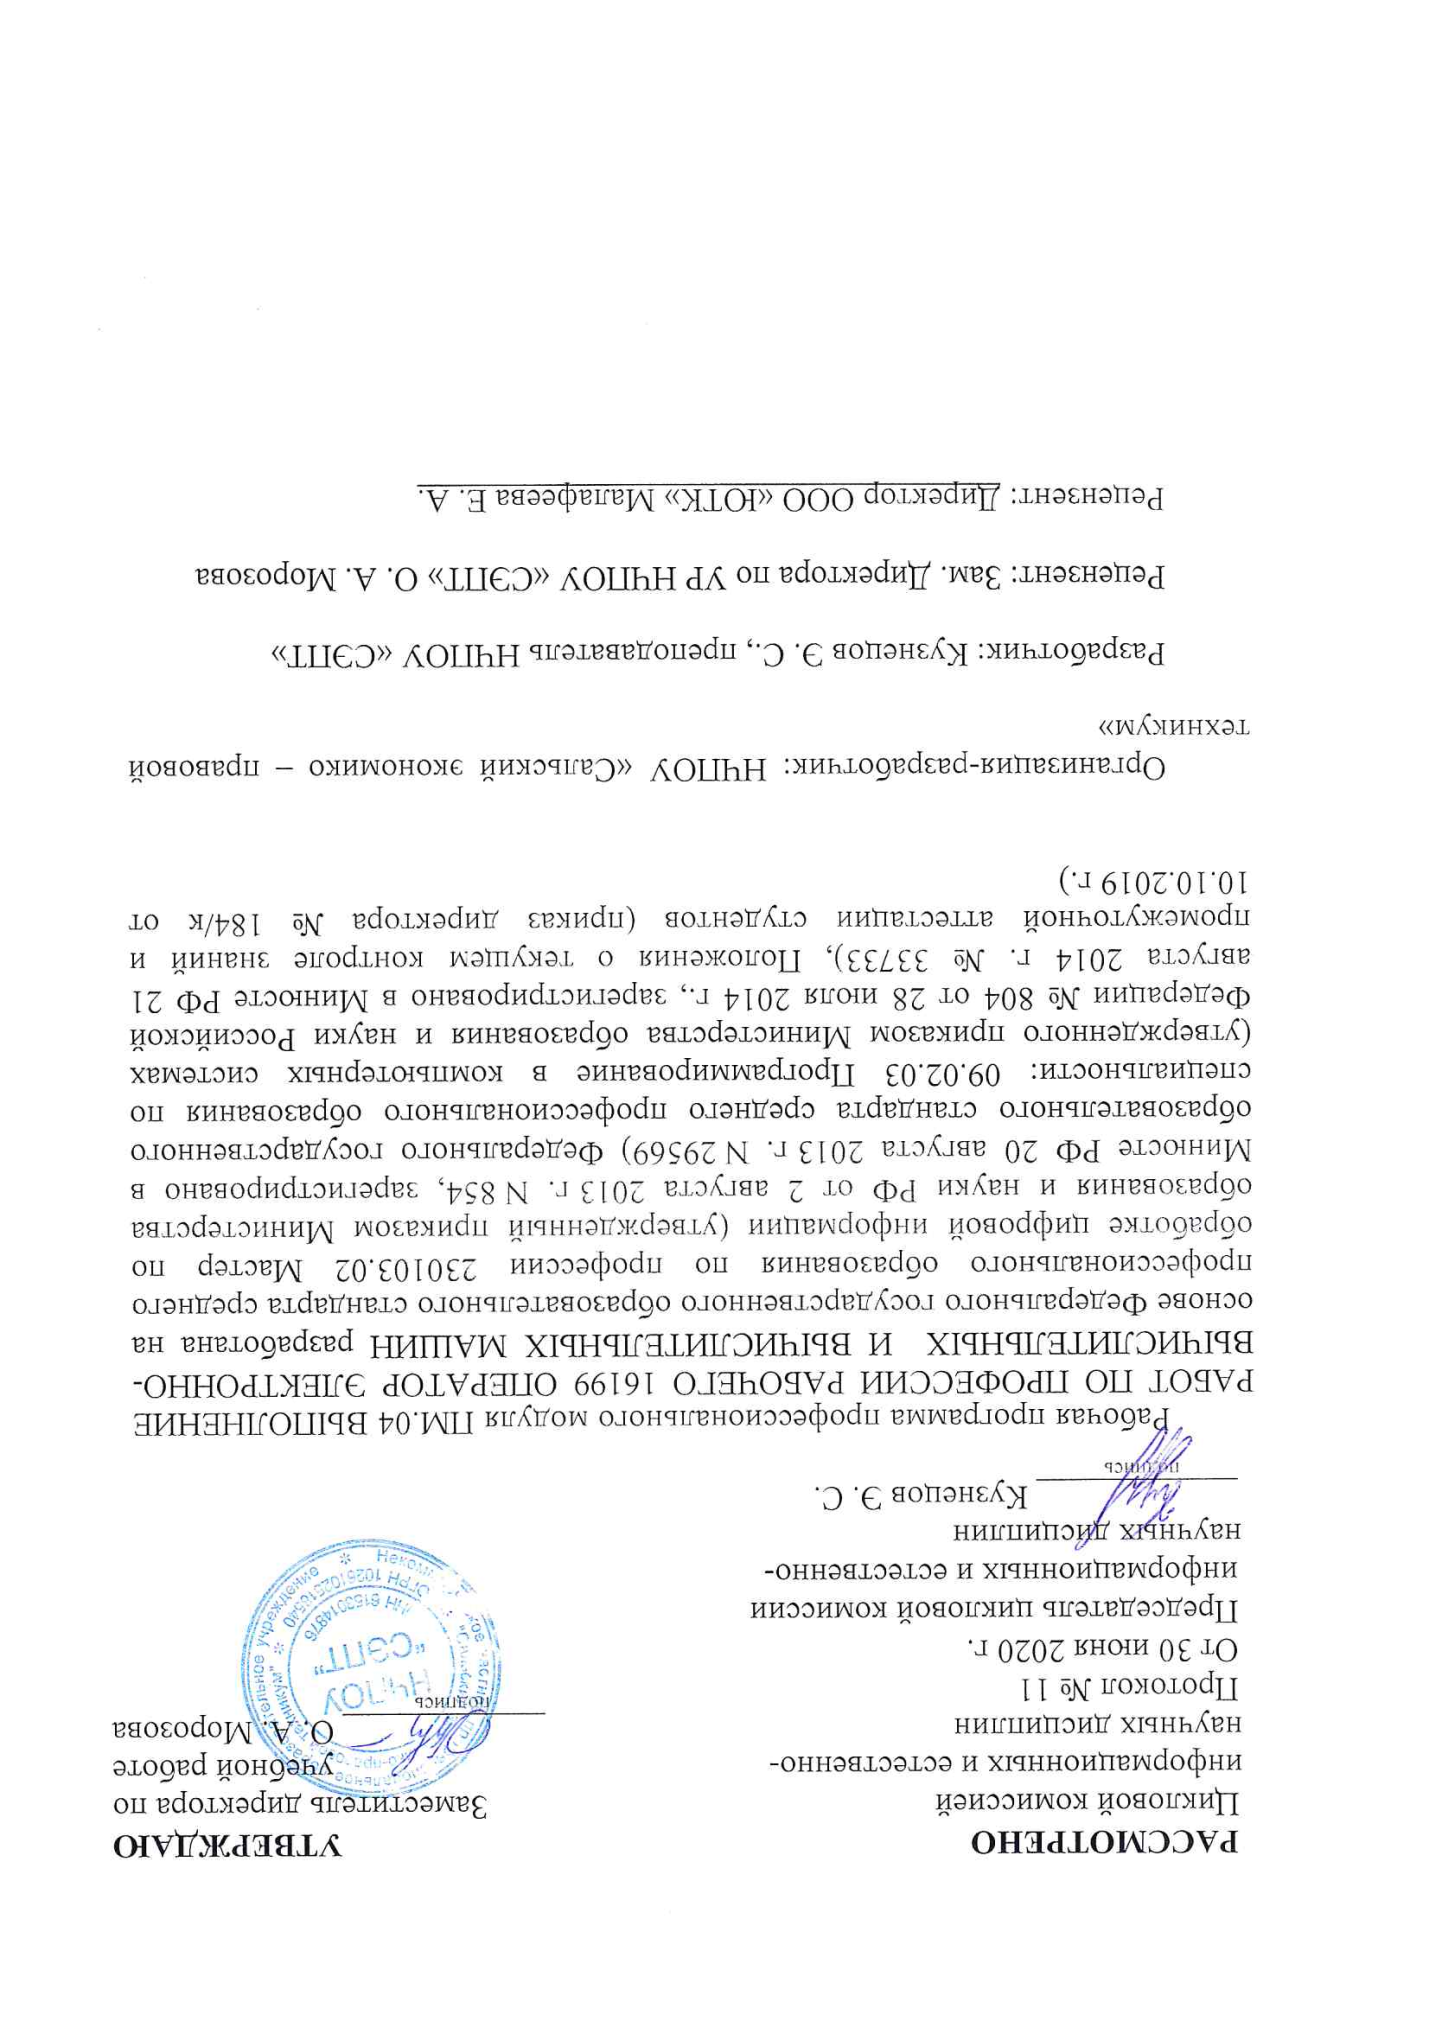 РАССМОТРЕНО
Цикловой комиссией
информационных и естественно-
научных дисциплин
Протокол № 11
От 30 июня 2020 г.
Председатель цикловой комиссии
информационных и естественно-
научных дисциплин
Кузнецов Э. С.
подпись
УТВЕРЖДАЮ
Заместитель директора по
учебной работе
О. А. Морозова
подпись
НЧПОУ
"СЭПТ"
Рабочая программа профессионального модуля ПМ.04 ВЫПОЛНЕНИЕ
РАБОТ ПО ПРОФЕССИИ РАБОЧЕГО 16199 ОПЕРАТОР ЭЛЕКТРОННО-
ВЫЧИСЛИТЕЛЬНЫХ И ВЫЧИСЛИТЕЛЬНЫХ МАШИН разработана на
основе Федерального государственного образовательного стандарта среднего
профессионального образования по профессии 230103.02 Мастер по
обработке цифровой информации (утвержденный приказом Министерства
образования и науки РФ от 2 августа 2013 г. N 854, зарегистрировано в
Минюсте РФ 20 августа 2013 г. N 29569) Федерального государственного
образовательного стандарта среднего профессионального образования по
специальности: 09.02.03 Программирование в компьютерных системах
(утвержденного приказом Министерства образования и науки Российской
Федерации № 804 от 28 июля 2014 г., зарегистрировано в Минюсте РФ 21
августа 2014 г. № 33733), Положения о текущем контроле знаний и
промежуточной аттестации студентов (приказ директора № 184/к от
10.10.2019 г.)
Организация-разработчик: НЧПОУ «Сальский экономико – правовой
техникум»
Разработчик: Кузнецов Э. С., преподаватель НЧПОУ «СЭПТ»
Рецензент: Зам. Директора по УР НЧПОУ «СЭПТ» О. А. Морозова
Рецензент: Директор ООО «ЮТК» Малафеева Е. А.